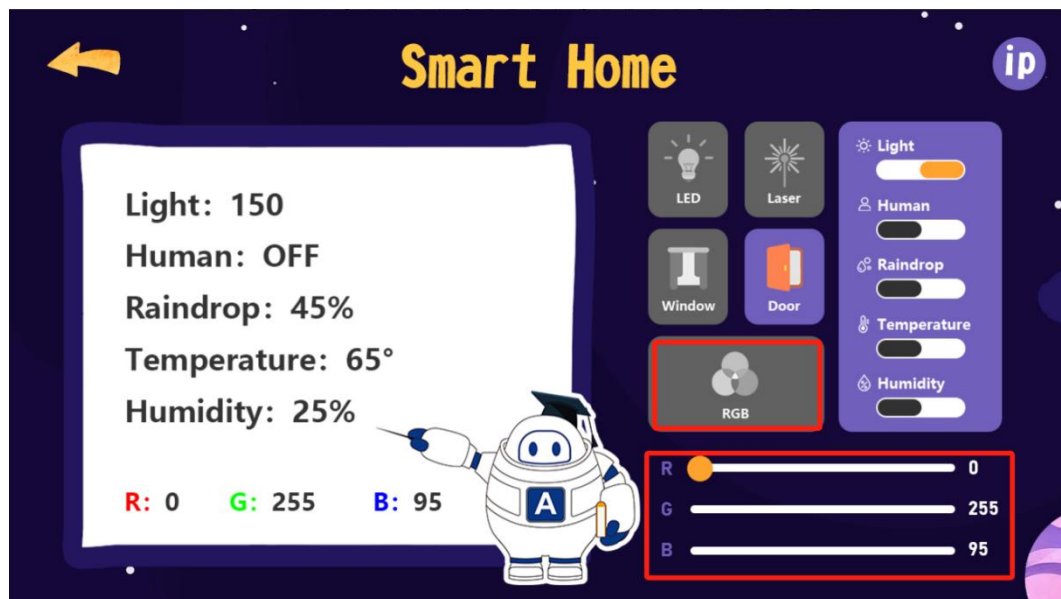 Smart Home
ip
Light: 150
Human: OFF
Raindrop: 45%
Temperature: 65°
Humidity: 25%
R: 0 G: 255 B: 95
A
LED
Laser
Window
Door
RGB
Light
Human
Raindrop
Temperature
Humidity
R 0
G 255
B 95